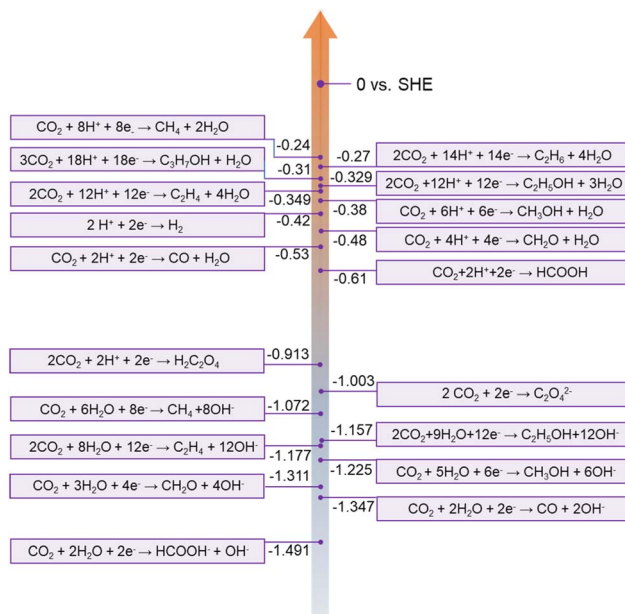 0 vs. SHE
CO₂ + 8H⁺ + 8e₋ → CH₄ + 2H₂O
-0.24
3CO₂ + 18H⁺ + 18e⁻ → C₃H₇OH + H₂O
-0.31
2CO₂ + 12H⁺ + 12e⁻ → C₂H₄ + 4H₂O
-0.349
2 H⁺ + 2e⁻ → H₂
-0.42
CO₂ + 2H⁺ + 2e⁻ → CO + H₂O
-0.53
-0.27
2CO₂ + 14H⁺ + 14e⁻ → C₂H₆ + 4H₂O
-0.329
2CO₂ +12H⁺ + 12e⁻ → C₂H₅OH + 3H₂O
-0.38
CO₂ + 6H⁺ + 6e⁻ → CH₃OH + H₂O
-0.48
CO₂ + 4H⁺ + 4e⁻ → CH₂O + H₂O
-0.61
CO₂+2H⁺+2e⁻ → HCOOH
2CO₂ + 2H⁺ + 2e⁻ → H₂C₂O₄
-0.913
CO₂ + 6H₂O + 8e⁻ → CH₄ +8OH⁻
-1.072
2CO₂ + 8H₂O + 12e⁻ → C₂H₄ + 12OH⁻
-1.177
CO₂ + 3H₂O + 4e⁻ → CH₂O + 4OH⁻
-1.311
CO₂ + 2H₂O + 2e⁻ → HCOOH⁻ + OH⁻
-1.491
-1.003
2 CO₂ + 2e⁻ → C₂O₄²⁻
-1.157
2CO₂+9H₂O+12e⁻ → C₂H₅OH+12OH⁻
-1.225
CO₂ + 5H₂O + 6e⁻ → CH₃OH + 6OH⁻
-1.347
CO₂ + 2H₂O + 2e⁻ → CO + 2OH⁻